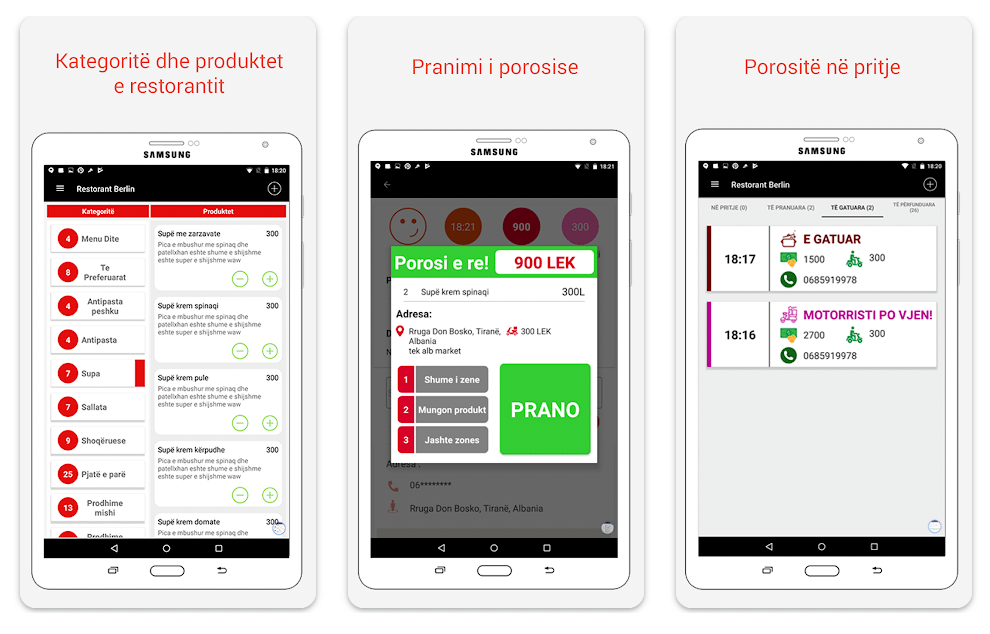 Kategoritë dhe produktet
e restorantit
SAMSUNG
18:20
Restorant Berlin
Kategoritë
Produktet
4 Menu Dite
8 Te
Preferuarat
4 Antipasta
peshku
4 Antipasta
7 Supa
7 Sallata
9 Shoqëruese
25 Pjatë e parë
13 Prodhime
mishi
Prodhime
Supë me zarzavate 300
Pica e mbushur me spinaq dhe
patellxhan eshte shume e shijshme
eshte super e shijshme waw
Supë krem spinaqi 300
Pica e mbushur me spinaq dhe
patellxhan eshte shume e shijshme
eshte super e shijshme waw
Supë krem pule 300
Pica e mbushur me spinaq dhe
patellxhan eshte shume e shijshme
eshte super e shijshme waw
Supë krem kërpudhe 300
Pica e mbushur me spinaq dhe
patellxhan eshte shume e shijshme
eshte super e shijshme waw
Supë krem domate 300
Pica e mbushur me spinaq dhe
Pranimi i porosise
SAMSUNG
18:21
18:21
900
300
Porosi e re! 900 LEK
2 Supë krem spinaqi 300L
Adresa:
Rruga Don Bosko, Tiranë, 300 LEK
Albania
tek alb market
1 Shume i zene
2 Mungon produkt
3 Jashte zones
PRANO
Adresa :
06********
Rruga Don Bosko, Tiranë, Albania
Porositë në pritje
SAMSUNG
18:20
Restorant Berlin
NË PRITJE (0)
TË PRANUARA (2)
TË GATUARA (2)
TË PËRFUNDUARA
(26)
18:17
E GATUAR
1500 300
0685919978
18:16
MOTORRISTI PO VJEN!
2700 300
0685919978